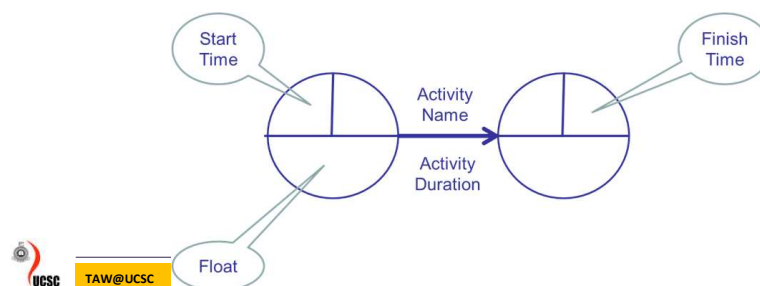 Start
Time
Finish
Time
Activity
Name
Activity
Duration
Float
UCSC
TAW@UCSC